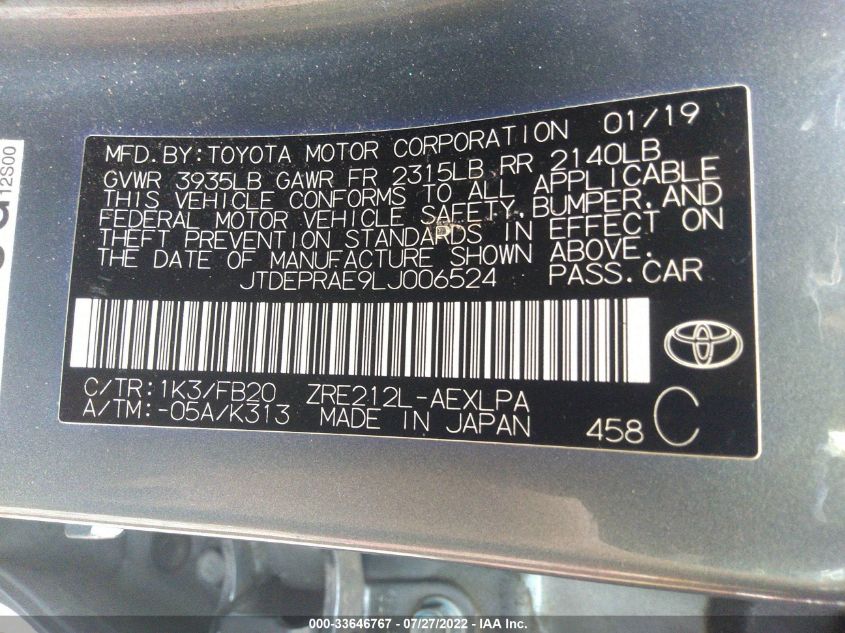 MFD.BY:TOYOTA MOTOR CORPORATION 01/19
GVWR 3935LB GAWR FR 2315LB RR 2140LB
THIS VEHICLE CONFORMS TO ALL APPLICABLE
FEDERAL MOTOR VEHICLE SAFETY,BUMPER,AND
THEFT PREVENTION STANDARDS IN EFFECT ON
THE DATE OF MANUFACTURE SHOWN ABOVE.
JTDEPRAE9LJ006524 PASS.CAR
C/TR:1K3/FB20 ZRE212L-AEXLPA
A/TM:-05A/K313 MADE IN JAPAN 458 C
12S00
000-33646767 / 07/27/2022 / © IAA, Inc.